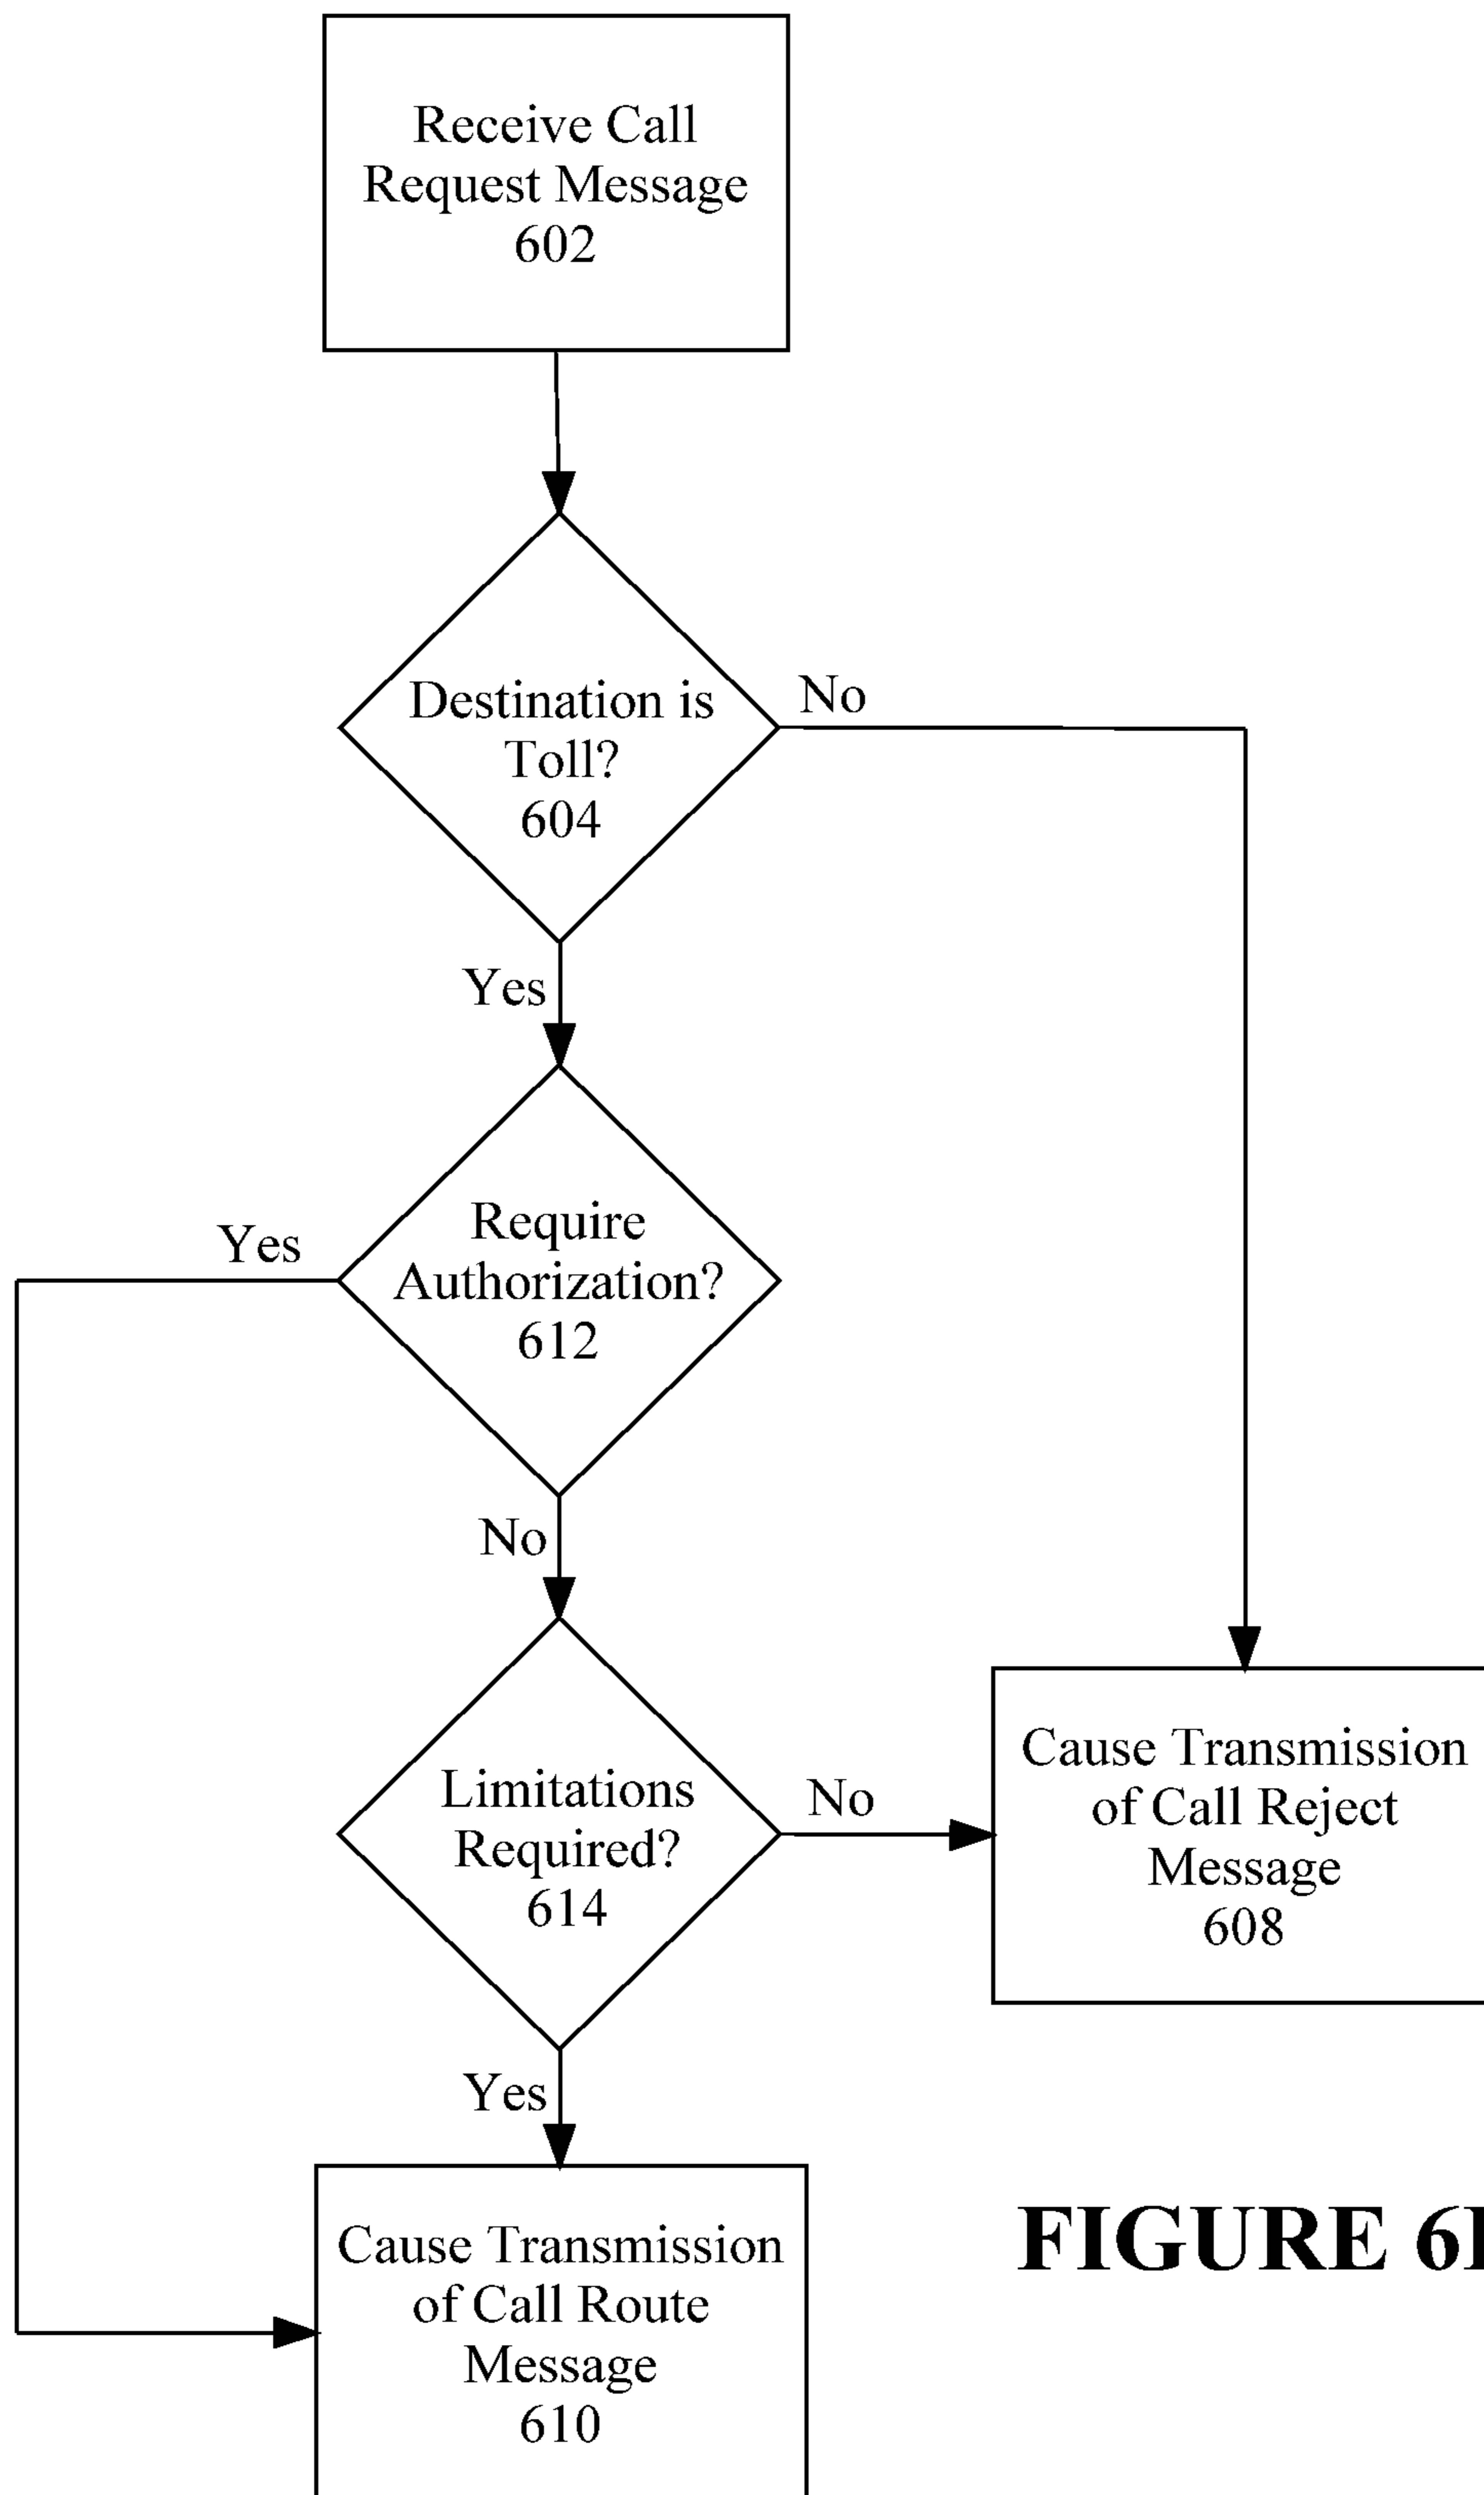 Receive Call
Request Message
602
Destination is
Toll?
604
No
Yes
Require
Authorization?
612
Yes
No
Limitations
Required?
614
No
Cause Transmission
of Call Reject
Message
608
Yes
Cause Transmission
of Call Route
Message
610
FIGURE